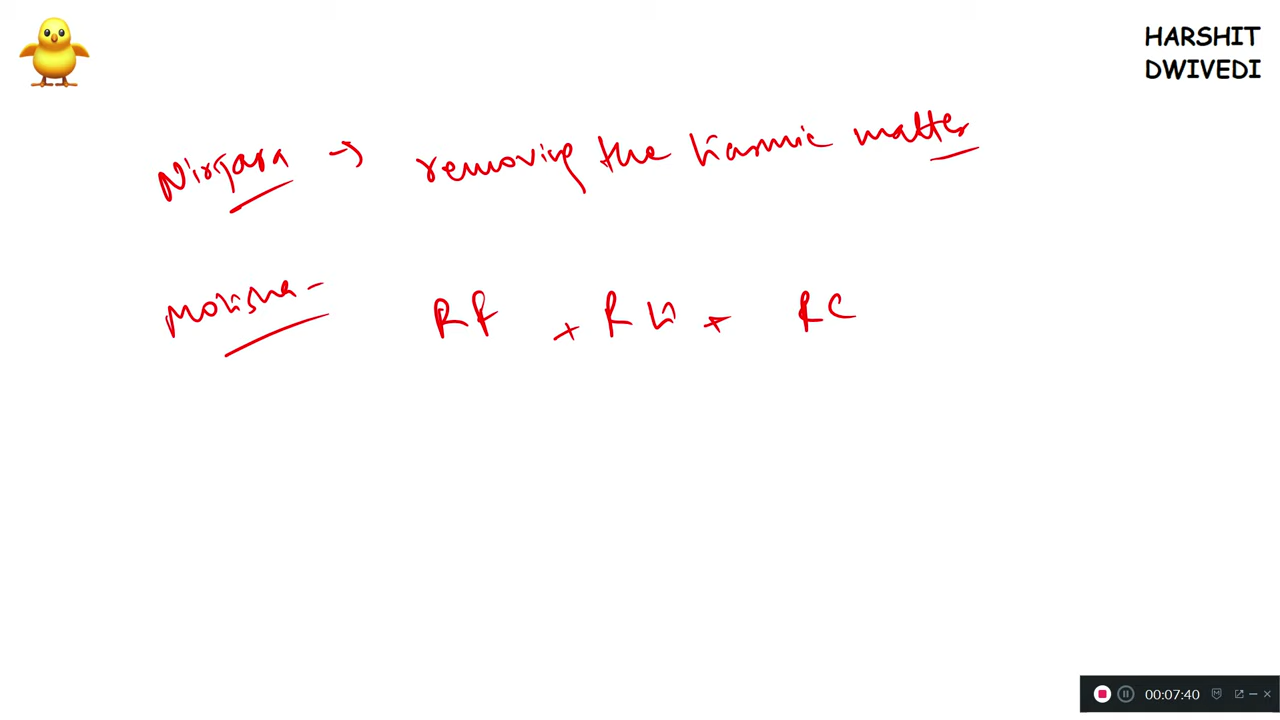 HARSHIT
DWIVEDI
Nirjara → removing the karmic matter
Moksha - RF + RK + RC
00:07:40